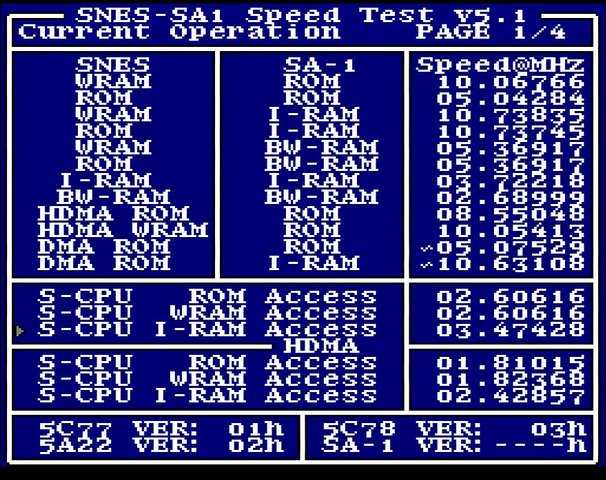 SNES-SA1 Speed Test v5.1
Current Operation PAGE 1/4
SNES SA-1 Speed@MHz
WRAM ROM 10.06766
ROM ROM 05.04284
WRAM I-RAM 10.73835
ROM I-RAM 10.73745
WRAM BW-RAM 05.36917
ROM BW-RAM 05.36917
I-RAM I-RAM 03.72218
BW-RAM BW-RAM 02.68999
HDMA ROM ROM 08.55048
HDMA WRAM ROM 10.05413
DMA ROM ROM ~05.07529
DMA ROM I-RAM ~10.63108
S-CPU ROM Access 02.60616
S-CPU WRAM Access 02.60616
S-CPU I-RAM Access 03.47428
HDMA
S-CPU ROM Access 01.81015
S-CPU WRAM Access 01.82368
S-CPU I-RAM Access 02.42857
5C77 VER: 01h 5C78 VER: 03h
5A22 VER: 02h SA-1 VER:----h